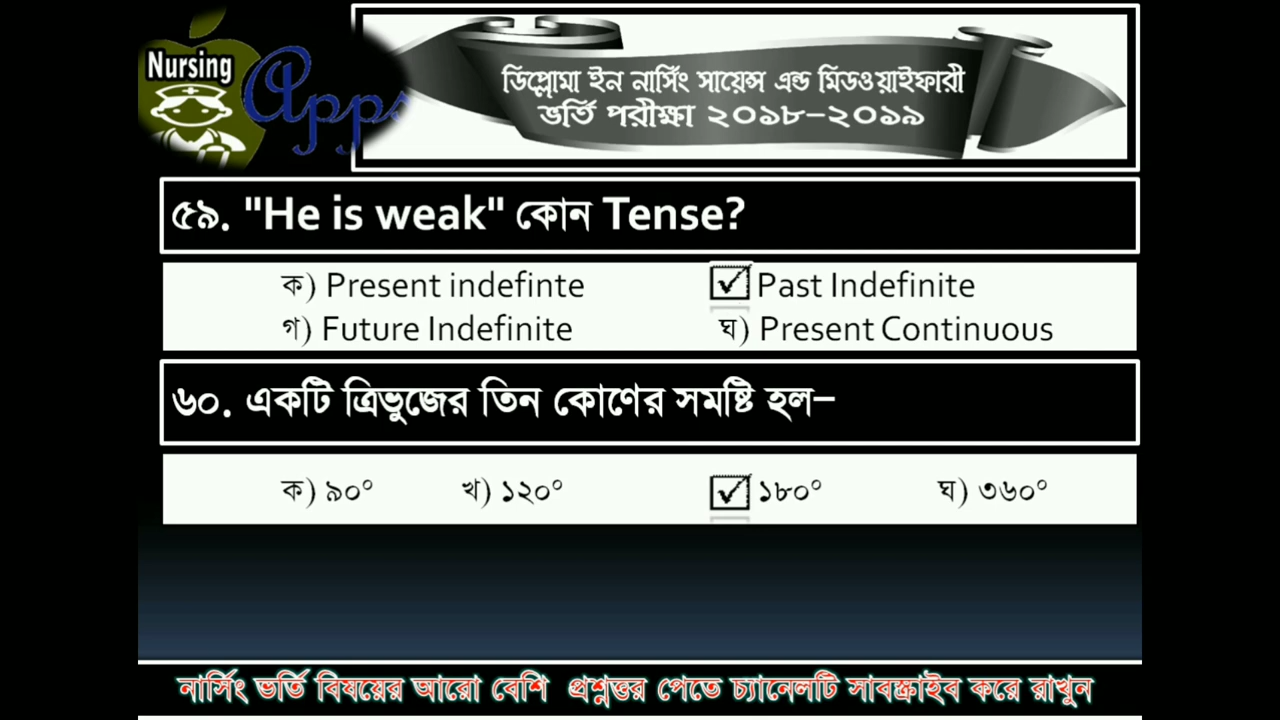 Nursing
Apps
ডিপ্লোমা ইন নার্সিং সায়েন্স এন্ড মিডওয়াইফারী
ভর্তি পরীক্ষা ২০১৮-২০১৯
৫৯. "He is weak" কোন Tense?
ক) Present indefinte Past Indefinite
গ) Future Indefinite ঘ) Present Continuous
৬০. একটি ত্রিভুজের তিন কোণের সমষ্টি হল-
ক) ৯০° খ) ১২০° ১৮০° ঘ) ৩৬০°
নার্সিং ভর্তি বিষয়ের আরো বেশি প্রশ্নত্তর পেতে চ্যানেলটি সাবস্ক্রাইব করে রাখুন